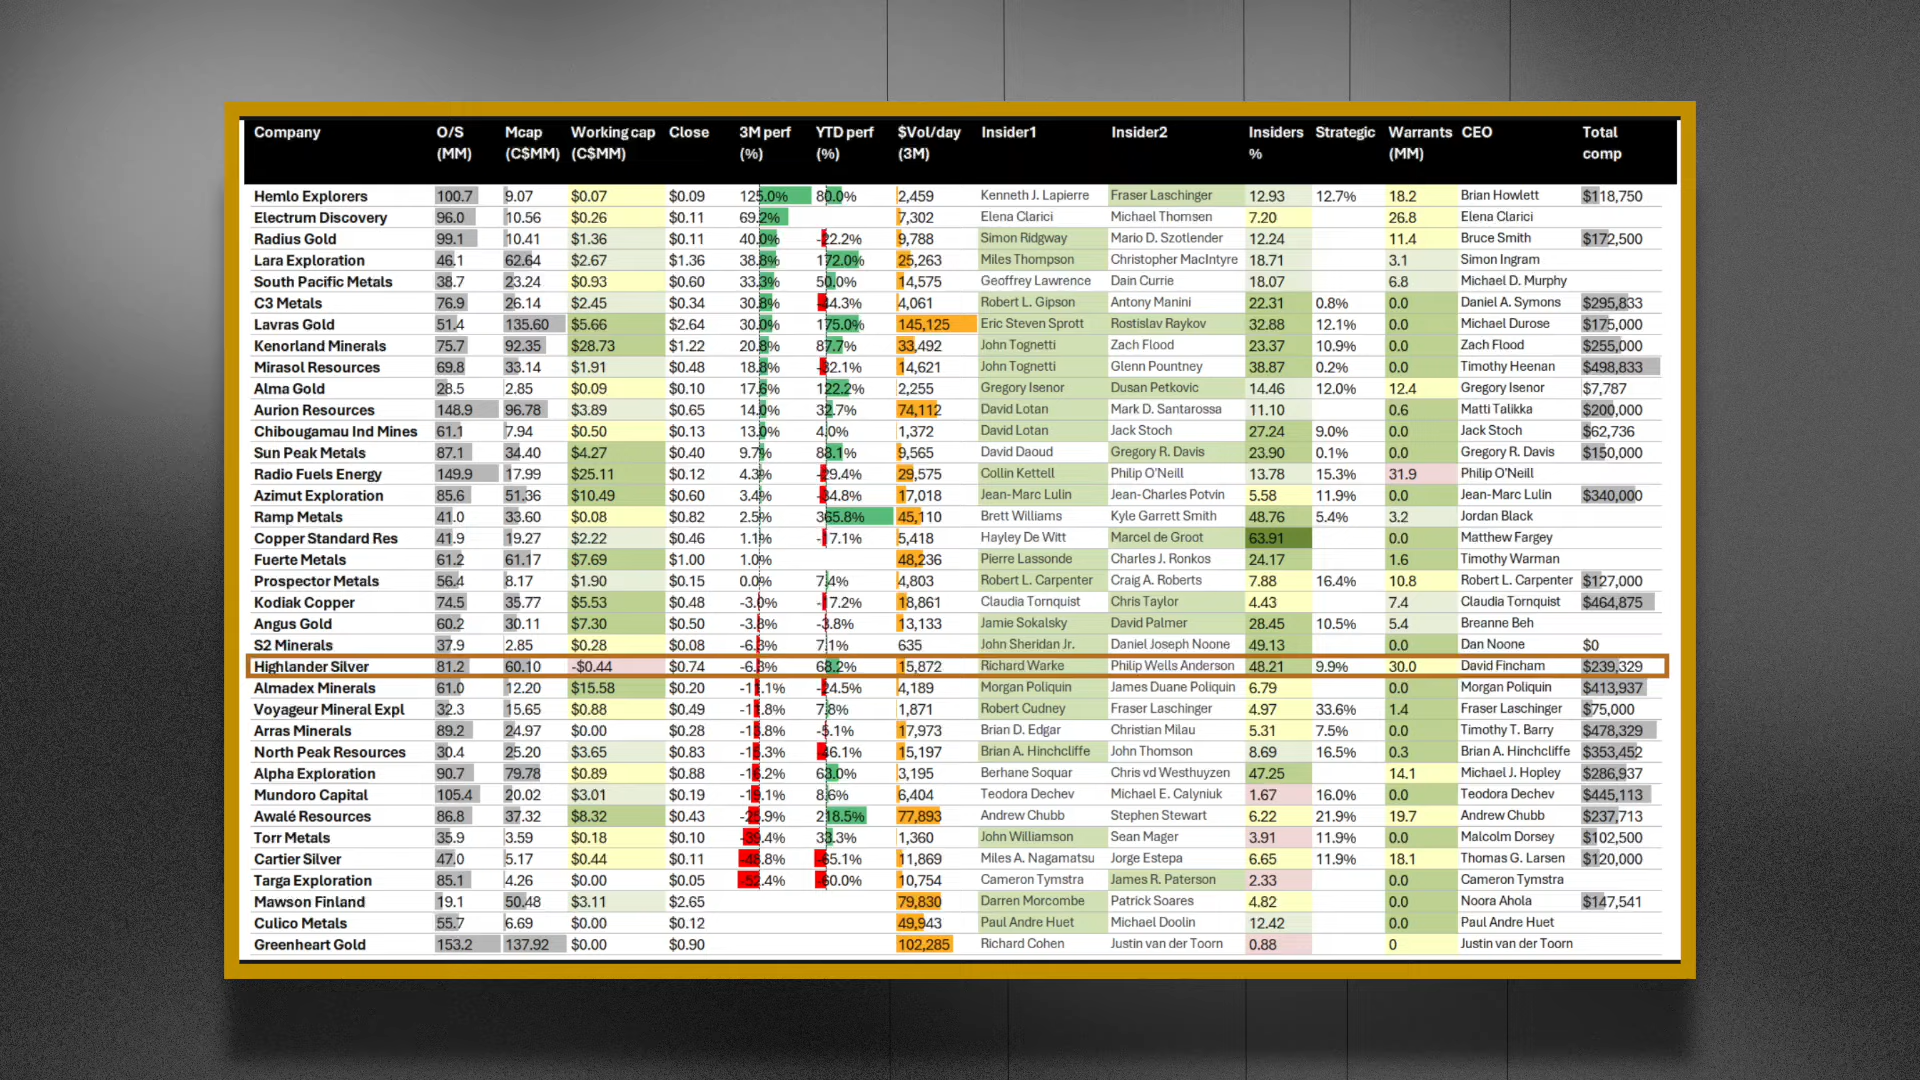 Company O/S Mcap Working cap Close 3M perf YTD perf $Vol/day Insider1 Insider2 Insiders Strategic Warrants CEO Total
(MM) (C$MM) (C$MM) (%) (%) (3M) % (MM) comp
Hemlo Explorers 100.7 9.07 $0.07 $0.09 125.0% 80.0% 2,459 Kenneth J. Lapierre Fraser Laschinger 12.93 12.7% 18.2 Brian Howlett $118,750
Electrum Discovery 96.0 10.56 $0.26 $0.11 69.2% 7,302 Elena Clarici Michael Thomsen 7.20 26.8 Elena Clarici
Radius Gold 99.1 10.41 $1.36 $0.11 40.0% -22.2% 9,788 Simon Ridgway Mario D. Szotlender 12.24 11.4 Bruce Smith $172,500
Lara Exploration 46.1 62.64 $2.67 $1.36 38.8% 172.0% 25,263 Miles Thompson Christopher MacIntyre 18.71 3.1 Simon Ingram
South Pacific Metals 38.7 23.24 $0.93 $0.60 33.3% 50.0% 14,575 Geoffrey Lawrence Dain Currie 18.07 6.8 Michael D. Murphy
C3 Metals 76.9 26.14 $2.45 $0.34 30.8% -44.3% 4,061 Robert L. Gipson Antony Manini 22.31 0.8% 0.0 Daniel A. Symons $295,833
Lavras Gold 51.4 135.60 $5.66 $2.64 30.0% 175.0% 145,125 Eric Steven Sprott Rostislav Raykov 32.88 12.1% 0.0 Michael Durose $175,000
Kenorland Minerals 75.7 92.35 $28.73 $1.22 20.8% 87.7% 33,492 John Tognetti Zach Flood 23.37 10.9% 0.0 Zach Flood $255,000
Mirasol Resources 69.8 33.14 $1.91 $0.48 18.8% -32.1% 14,621 John Tognetti Glenn Pountney 38.87 0.2% 0.0 Timothy Heenan $498,833
Alma Gold 28.5 2.85 $0.09 $0.10 17.6% 122.2% 2,255 Gregory Isenor Dusan Petkovic 14.46 12.0% 12.4 Gregory Isenor $7,787
Aurion Resources 148.9 96.78 $3.89 $0.65 14.0% 32.7% 74,112 David Lotan Mark D. Santarossa 11.10 0.6 Matti Talikka $200,000
Chibougamau Ind Mines 61.1 7.94 $0.50 $0.13 13.0% 4.0% 1,372 David Lotan Jack Stoch 27.24 9.0% 0.0 Jack Stoch $62,736
Sun Peak Metals 87.1 34.40 $4.27 $0.40 9.7% 88.1% 9,565 David Daoud Gregory R. Davis 23.90 0.1% 0.0 Gregory R. Davis $150,000
Radio Fuels Energy 149.9 17.99 $25.11 $0.12 4.3% -29.4% 29,575 Collin Kettell Philip O'Neill 13.78 15.3% 31.9 Philip O'Neill
Azimut Exploration 85.6 51.36 $10.49 $0.60 3.4% -34.8% 17,018 Jean-Marc Lulin Jean-Charles Potvin 5.58 11.9% 0.0 Jean-Marc Lulin $340,000
Ramp Metals 41.0 33.60 $0.08 $0.82 2.5% 365.8% 45,110 Brett Williams Kyle Garrett Smith 48.76 5.4% 3.2 Jordan Black
Copper Standard Res 41.9 19.27 $2.22 $0.46 1.1% -17.1% 5,418 Hayley De Witt Marcel de Groot 63.91 0.0 Matthew Fargey
Fuerte Metals 61.2 61.17 $7.69 $1.00 1.0% 48,236 Pierre Lassonde Charles J. Ronkos 24.17 1.6 Timothy Warman
Prospector Metals 56.4 8.17 $1.90 $0.15 0.0% 7.4% 4,803 Robert L. Carpenter Craig A. Roberts 7.88 16.4% 10.8 Robert L. Carpenter $127,000
Kodiak Copper 74.5 35.77 $5.53 $0.48 -3.0% -17.2% 18,861 Claudia Tornquist Chris Taylor 4.43 7.4 Claudia Tornquist $464,875
Angus Gold 60.2 30.11 $7.30 $0.50 -3.8% -3.8% 13,133 Jamie Sokalsky David Palmer 28.45 10.5% 5.4 Breanne Beh
S2 Minerals 37.9 2.85 $0.28 $0.08 -6.3% 7.1% 635 John Sheridan Jr. Daniel Joseph Noone 49.13 0.0 Dan Noone $0
Highlander Silver 81.2 60.10 -$0.44 $0.74 -6.3% 68.2% 15,872 Richard Warke Philip Wells Anderson 48.21 9.9% 30.0 David Fincham $239,329
Almadex Minerals 61.0 12.20 $15.58 $0.20 -11.1% -24.5% 4,189 Morgan Poliquin James Duane Poliquin 6.79 0.0 Morgan Poliquin $413,937
Voyageur Mineral Expl 32.3 15.65 $0.88 $0.49 7.8% 1,871 Robert Cudney Fraser Laschinger 4.97 33.6% 1.4 Fraser Laschinger $75,000
Arras Minerals 89.2 24.97 $0.00 $0.28 -5.1% 17,973 Brian D. Edgar Christian Milau 5.31 7.5% 0.0 Timothy T. Barry $478,329
North Peak Resources 30.4 25.20 $3.65 $0.83 -46.1% 15,197 Brian A. Hinchcliffe John Thomson 8.69 16.5% 0.3 Brian A. Hinchcliffe $353,452
Alpha Exploration 90.7 79.78 $0.89 $0.88 63.0% 3,195 Berhane Soquar Chris vd Westhuyzen 47.25 14.1 Michael J. Hopley $286,937
Mundoro Capital 105.4 20.02 $3.01 $0.19 -19.1% 8.6% 6,404 Teodora Dechev Michael E. Calyniuk 1.67 16.0% 0.0 Teodora Dechev $445,113
Awalé Resources 86.8 37.32 $8.32 $0.43 218.5% 77,893 Andrew Chubb Stephen Stewart 6.22 21.9% 19.7 Andrew Chubb $237,713
Torr Metals 35.9 3.59 $0.18 $0.10 -39.4% 33.3% 1,360 John Williamson Sean Mager 3.91 11.9% 0.0 Malcolm Dorsey $102,500
Cartier Silver 47.0 5.17 $0.44 $0.11 -48.8% -65.1% 11,869 Miles A. Nagamatsu Jorge Estepa 6.65 11.9% 18.1 Thomas G. Larsen $120,000
Targa Exploration 85.1 4.26 $0.00 $0.05 -52.4% -60.0% 10,754 Cameron Tymstra James R. Paterson 2.33 0.0 Cameron Tymstra
Mawson Finland 19.1 50.48 $3.11 $2.65 79,830 Darren Morcombe Patrick Soares 4.82 0.0 Noora Ahola $147,541
Culico Metals 55.7 6.69 $0.00 $0.12 49,943 Paul Andre Huet Michael Doolin 12.42 0.0 Paul Andre Huet
Greenheart Gold 153.2 137.92 $0.00 $0.90 102,285 Richard Cohen Justin van der Toorn 0.88 0 Justin van der Toorn